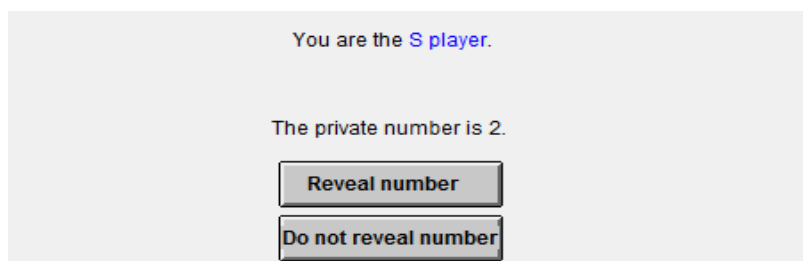 You are the S player.
The private number is 2.
Reveal number
Do not reveal number